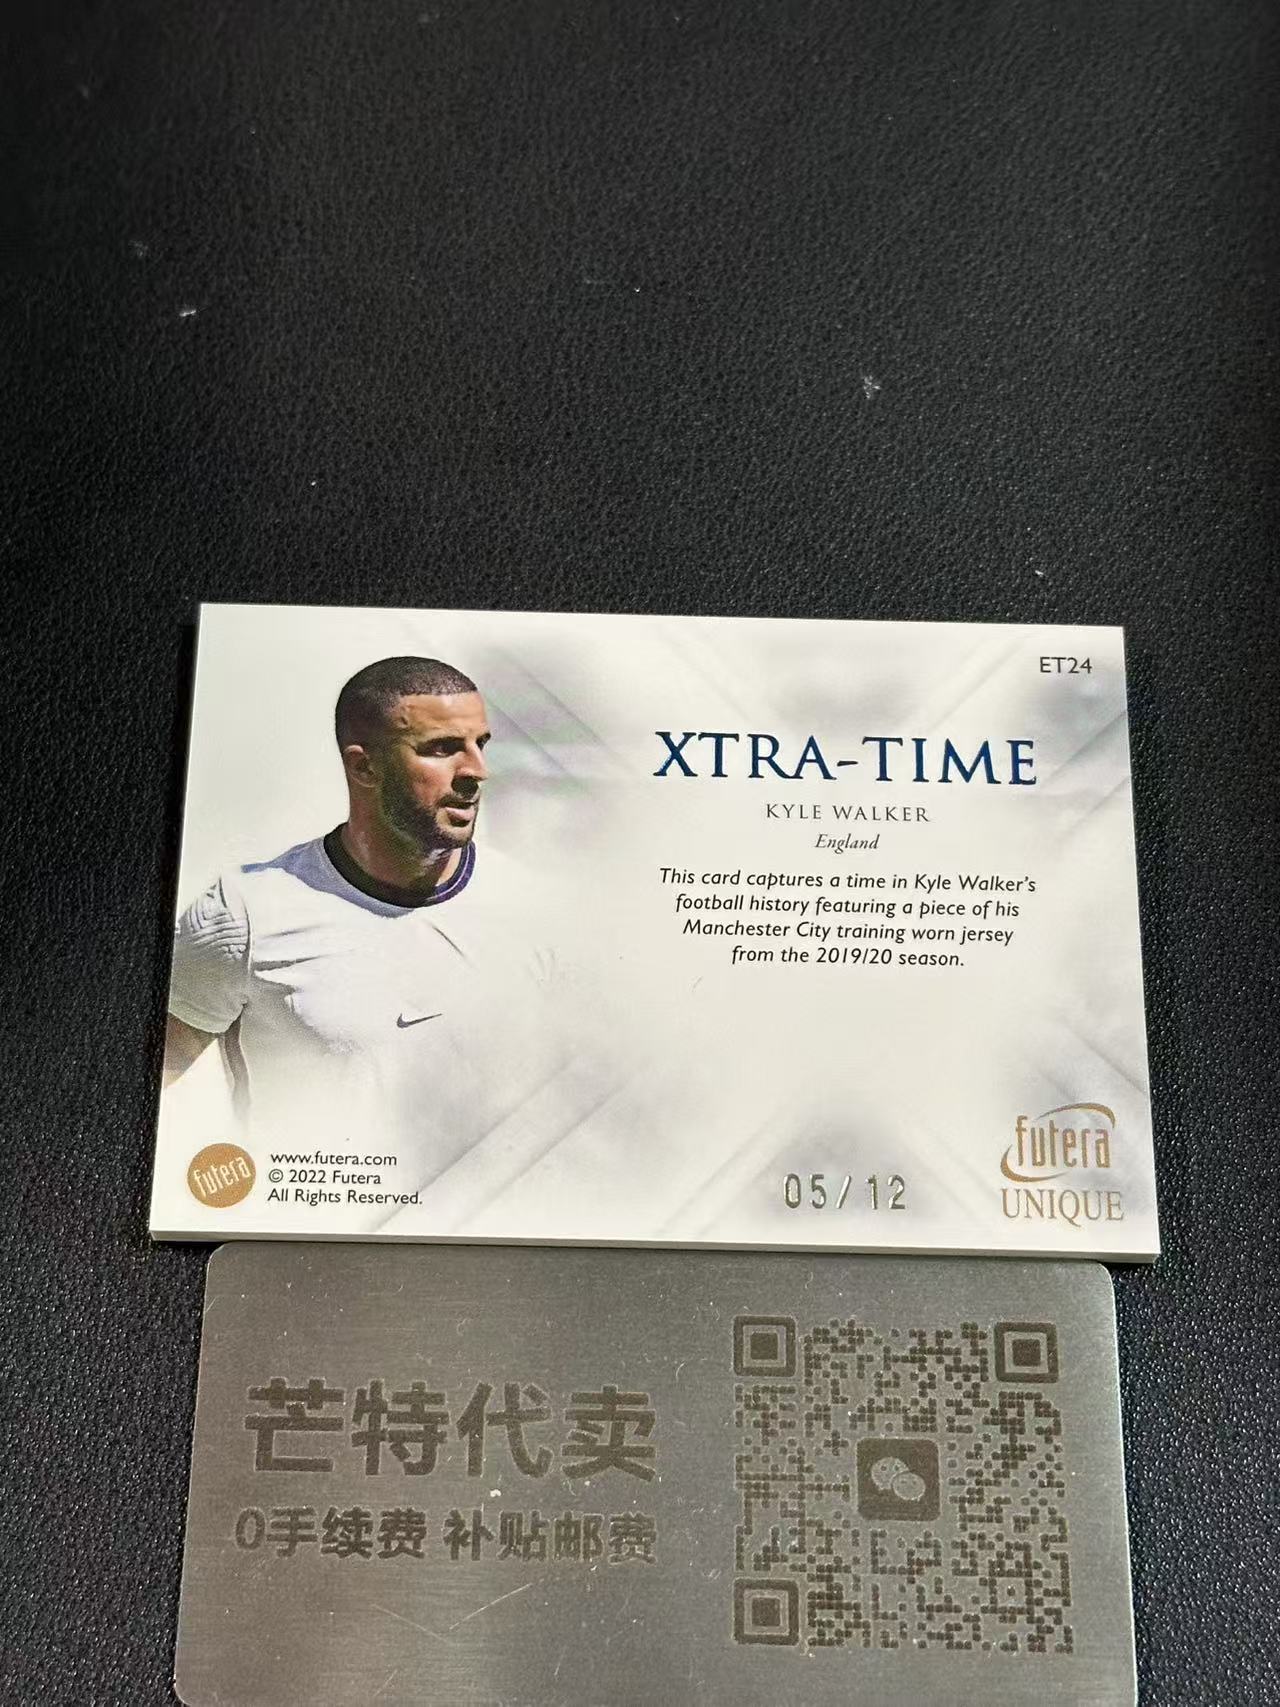 ET24
XTRA-TIME
KYLE WALKER
England
This card captures a time in Kyle Walker's
football history featuring a piece of his
Manchester City training worn jersey
from the 2019/20 season.
futera
www.futera.com
© 2022 Futera
All Rights Reserved.
05/12
futera
UNIQUE
芒特代卖
0手续费 补贴邮费